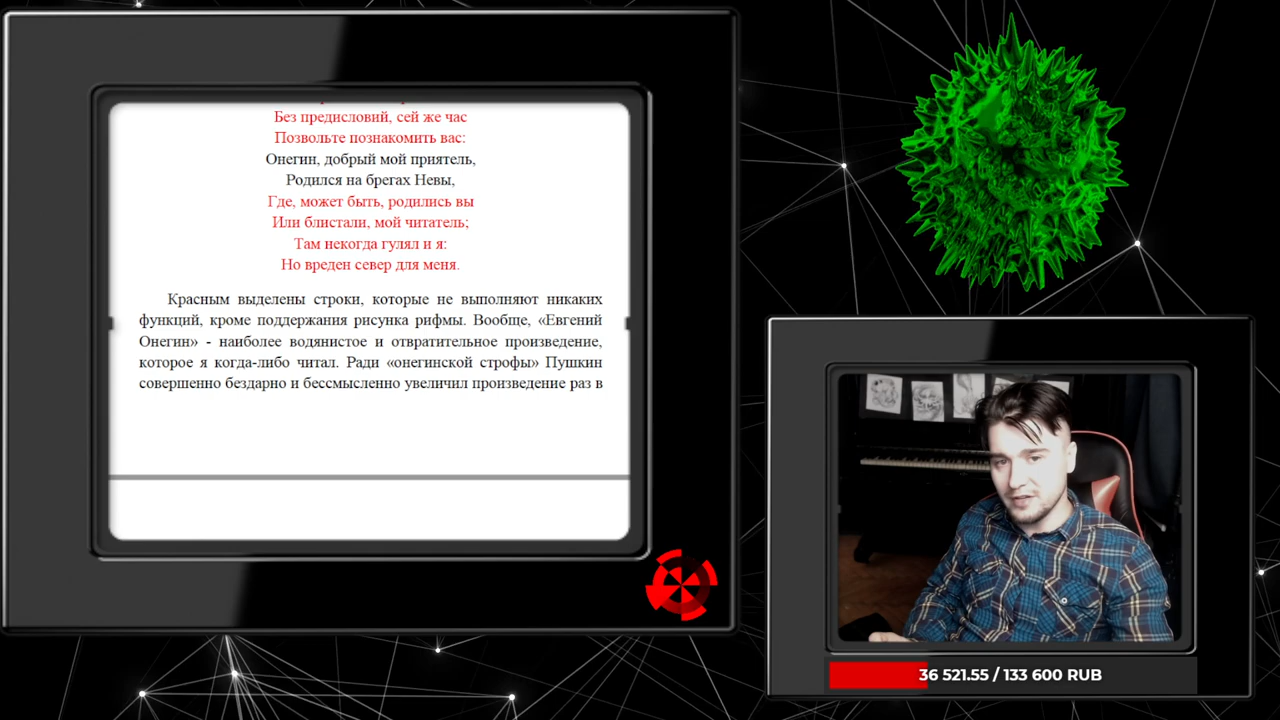 Без предисловий, сей же час
Позвольте познакомить вас:
Онегин, добрый мой приятель,
Родился на брегах Невы,
Где, может быть, родились вы
Или блистали, мой читатель;
Там некогда гулял и я:
Но вреден север для меня.
Красным выделены строки, которые не выполняют никаких
функций, кроме поддержания рисунка рифмы. Вообще, «Евгений
Онегин» - наиболее водянистое и отвратительное произведение,
которое я когда-либо читал. Ради «онегинской строфы» Пушкин
совершенно бездарно и бессмысленно увеличил произведение раз в
36 521.55 / 133 600 RUB